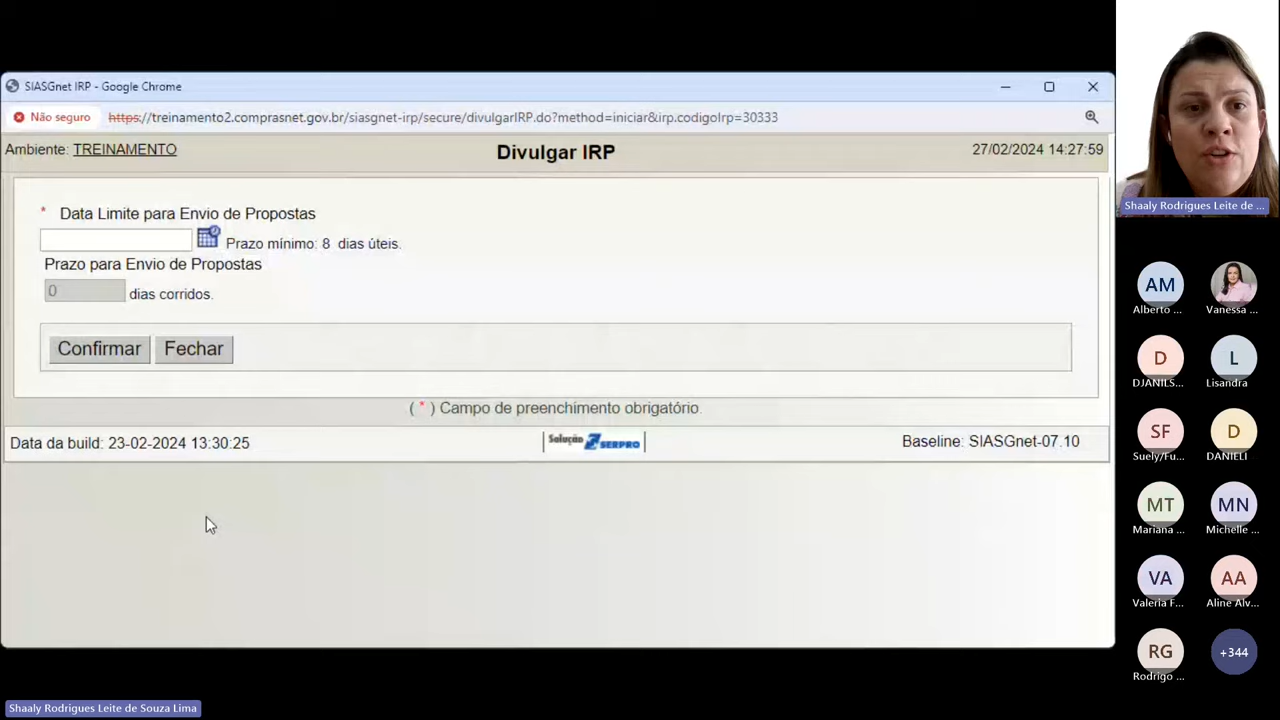 SIASGnet IRP - Google Chrome
Não seguro https://treinamento2.comprasnet.gov.br/siasgnet-irp/secure/divulgarIRP.do?method=iniciar&irp.codigoIrp=30333
Ambiente: TREINAMENTO
Divulgar IRP
27/02/2024 14:27:59
* Data Limite para Envio de Propostas
Prazo mínimo: 8 dias úteis.
Prazo para Envio de Propostas
0 dias corridos.
Confirmar Fechar
( * ) Campo de preenchimento obrigatório.
Data da build: 23-02-2024 13:30:25
Solução SERPRO
Baseline: SIASGnet-07.10
Shaaly Rodrigues Leite de ...
AM
Alberto ...
Vanessa ...
D
DJANILS...
L
Lisandra
SF
Suely/Fu...
D
DANIELI
MT
Mariana ...
MN
Michelle ...
VA
Valeria F...
AA
Aline Alv...
RG
Rodrigo ...
+344
Shaaly Rodrigues Leite de Souza Lima